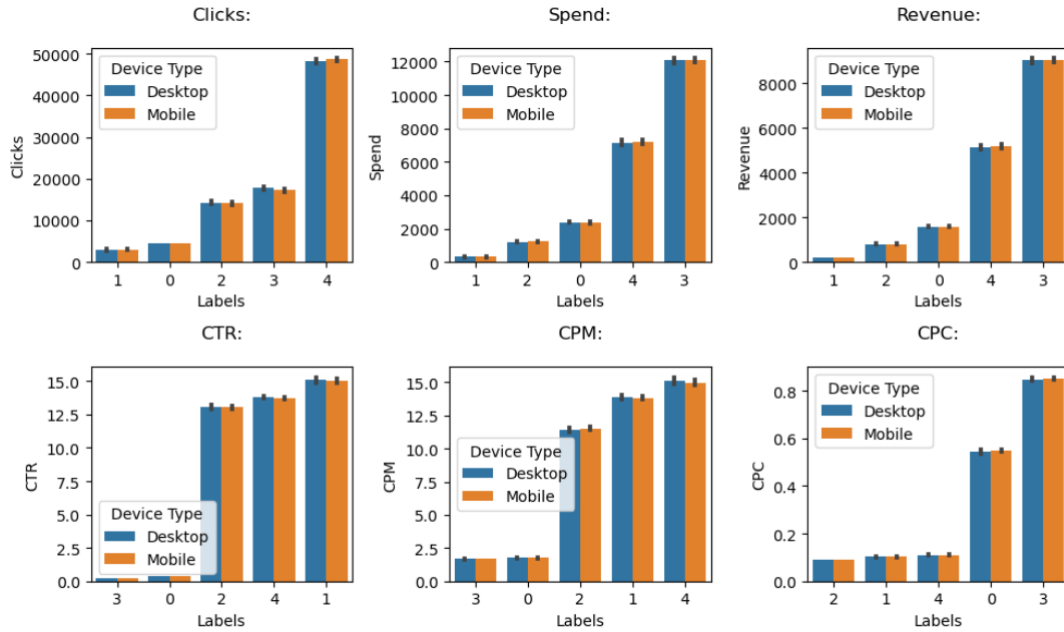 Clicks:
Clicks
50000
40000
30000
20000
10000
0
Device Type
Desktop
Mobile
1 0 2 3 4
Labels
Spend:
Spend
12000
10000
8000
6000
4000
2000
0
Device Type
Desktop
Mobile
1 2 0 4 3
Labels
Revenue:
Revenue
8000
6000
4000
2000
0
Device Type
Desktop
Mobile
1 2 0 4 3
Labels
CTR:
CTR
15.0
12.5
10.0
7.5
5.0
2.5
0.0
Device Type
Desktop
Mobile
3 0 2 4 1
Labels
CPM:
CPM
15.0
12.5
10.0
7.5
5.0
2.5
0.0
Device Type
Desktop
Mobile
3 0 2 1 4
Labels
CPC:
CPC
0.8
0.6
0.4
0.2
0.0
Device Type
Desktop
Mobile
2 1 4 0 3
Labels